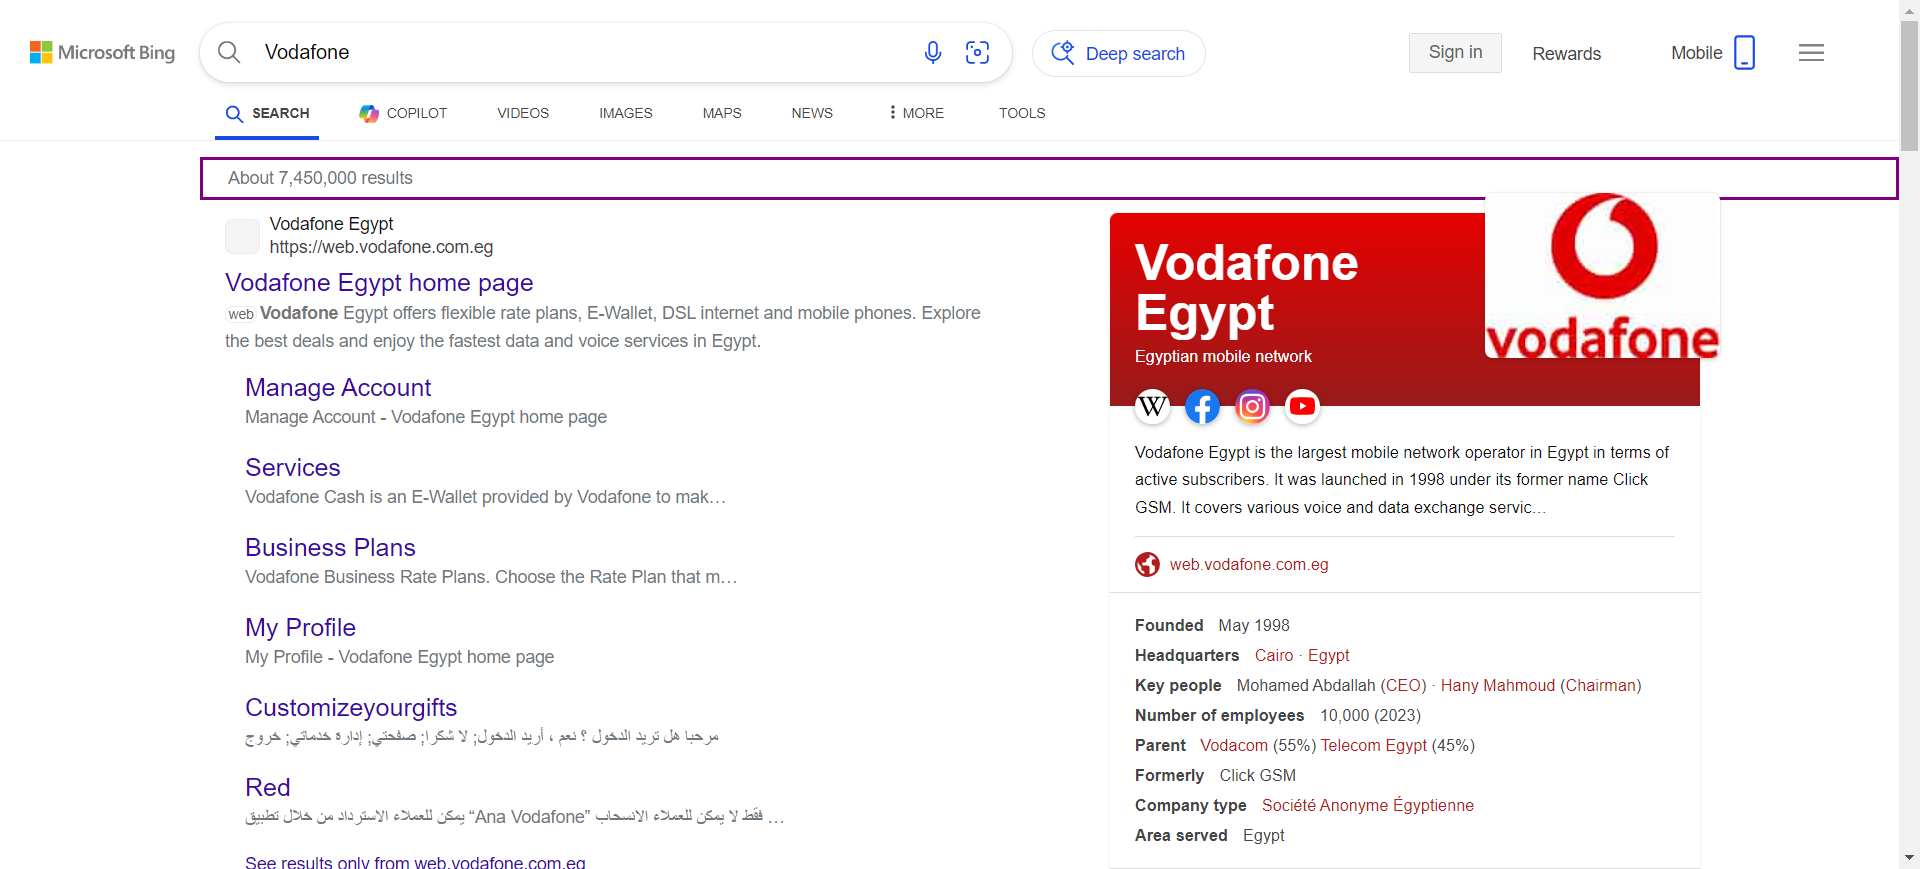 Microsoft Bing
Vodafone
Deep search
Sign in
Rewards
Mobile
SEARCH
COPILOT
VIDEOS
IMAGES
MAPS
NEWS
MORE
TOOLS
About 7,450,000 results
Vodafone Egypt
https://web.vodafone.com.eg
Vodafone Egypt home page
web Vodafone Egypt offers flexible rate plans, E-Wallet, DSL internet and mobile phones. Explore
the best deals and enjoy the fastest data and voice services in Egypt.
Manage Account
Manage Account - Vodafone Egypt home page
Services
Vodafone Cash is an E-Wallet provided by Vodafone to mak…
Business Plans
Vodafone Business Rate Plans. Choose the Rate Plan that m…
My Profile
My Profile - Vodafone Egypt home page
Customizeyourgifts
مرحبا هل تريد الدخول ؟ نعم ، أريد الدخول; لا شكرا; صفحتي; إدارة خدماتي; خروج
Red
يمكن للعملاء الاسترداد من خلال تطبيق “Ana Vodafone” فقط لا يمكن للعملاء الانسحاب …
See results only from web.vodafone.com.eg
Vodafone
Egypt
Egyptian mobile network
vodafone
W
Vodafone Egypt is the largest mobile network operator in Egypt in terms of
active subscribers. It was launched in 1998 under its former name Click
GSM. It covers various voice and data exchange servic…
web.vodafone.com.eg
Founded May 1998
Headquarters Cairo · Egypt
Key people Mohamed Abdallah (CEO) · Hany Mahmoud (Chairman)
Number of employees 10,000 (2023)
Parent Vodacom (55%) Telecom Egypt (45%)
Formerly Click GSM
Company type Société Anonyme Égyptienne
Area served Egypt